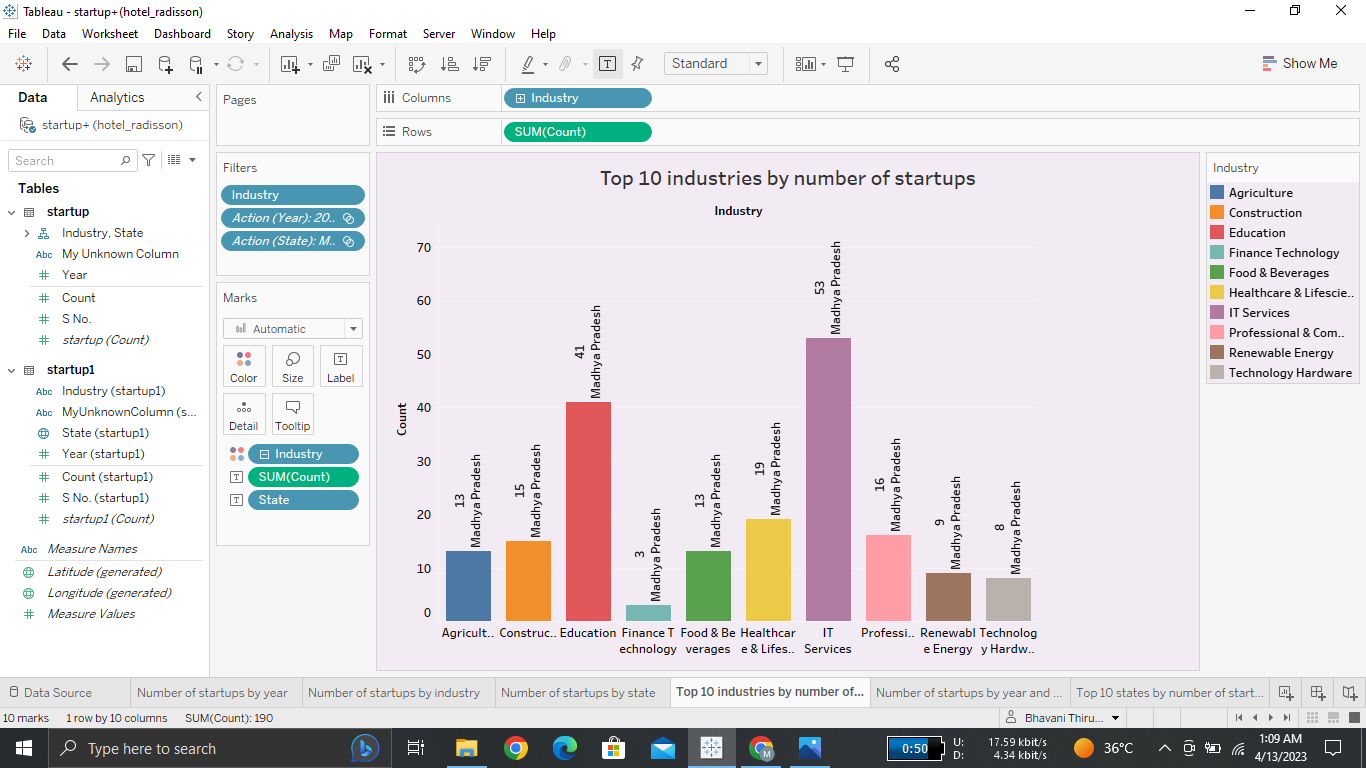 Tableau - startup+ (hotel_radisson)
File Data Worksheet Dashboard Story Analysis Map Format Server Window Help
Standard
Show Me
Data Analytics
startup+ (hotel_radisson)
Search
Tables
startup
Industry, State
Abc My Unknown Column
Year
Count
S No.
startup (Count)
startup1
Abc Industry (startup1)
Abc MyUnknownColumn (s...
State (startup1)
Year (startup1)
Count (startup1)
S No. (startup1)
startup1 (Count)
Abc Measure Names
Latitude (generated)
Longitude (generated)
Measure Values
Pages
Filters
Industry
Action (Year): 20..
Action (State): M..
Marks
Automatic
Color Size Label
Detail Tooltip
Industry
SUM(Count)
State
Columns Industry
Rows SUM(Count)
Top 10 industries by number of startups
Industry
Count
70
60
50
40
30
20
10
0
13
Madhya Pradesh
15
Madhya Pradesh
41
Madhya Pradesh
3
Madhya Pradesh
13
Madhya Pradesh
19
Madhya Pradesh
53
Madhya Pradesh
16
Madhya Pradesh
9
Madhya Pradesh
8
Madhya Pradesh
Agricult.. Construc.. Education Finance T Food & Be Healthcar IT Professi.. Renewabl Technolog
echnology verages e & Lifes.. Services e Energy y Hardw..
Industry
Agriculture
Construction
Education
Finance Technology
Food & Beverages
Healthcare & Lifescie..
IT Services
Professional & Com..
Renewable Energy
Technology Hardware
Data Source Number of startups by year Number of startups by industry Number of startups by state Top 10 industries by number of... Number of startups by year and ... Top 10 states by number of start...
10 marks 1 row by 10 columns SUM(Count): 190 Bhavani Thiru...
Type here to search
0:50
U: 17.59 kbit/s
D: 4.34 kbit/s
36°C
1:09 AM
4/13/2023